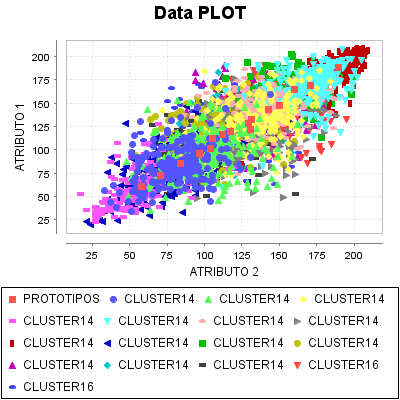 Data PLOT
ATRIBUTO 1
200
175
150
125
100
75
50
25
25 50 75 100 125 150 175 200
ATRIBUTO 2
PROTOTIPOS CLUSTER14 CLUSTER14 CLUSTER14
CLUSTER14 CLUSTER14 CLUSTER14 CLUSTER14
CLUSTER14 CLUSTER14 CLUSTER14 CLUSTER14
CLUSTER14 CLUSTER14 CLUSTER14 CLUSTER16
CLUSTER16